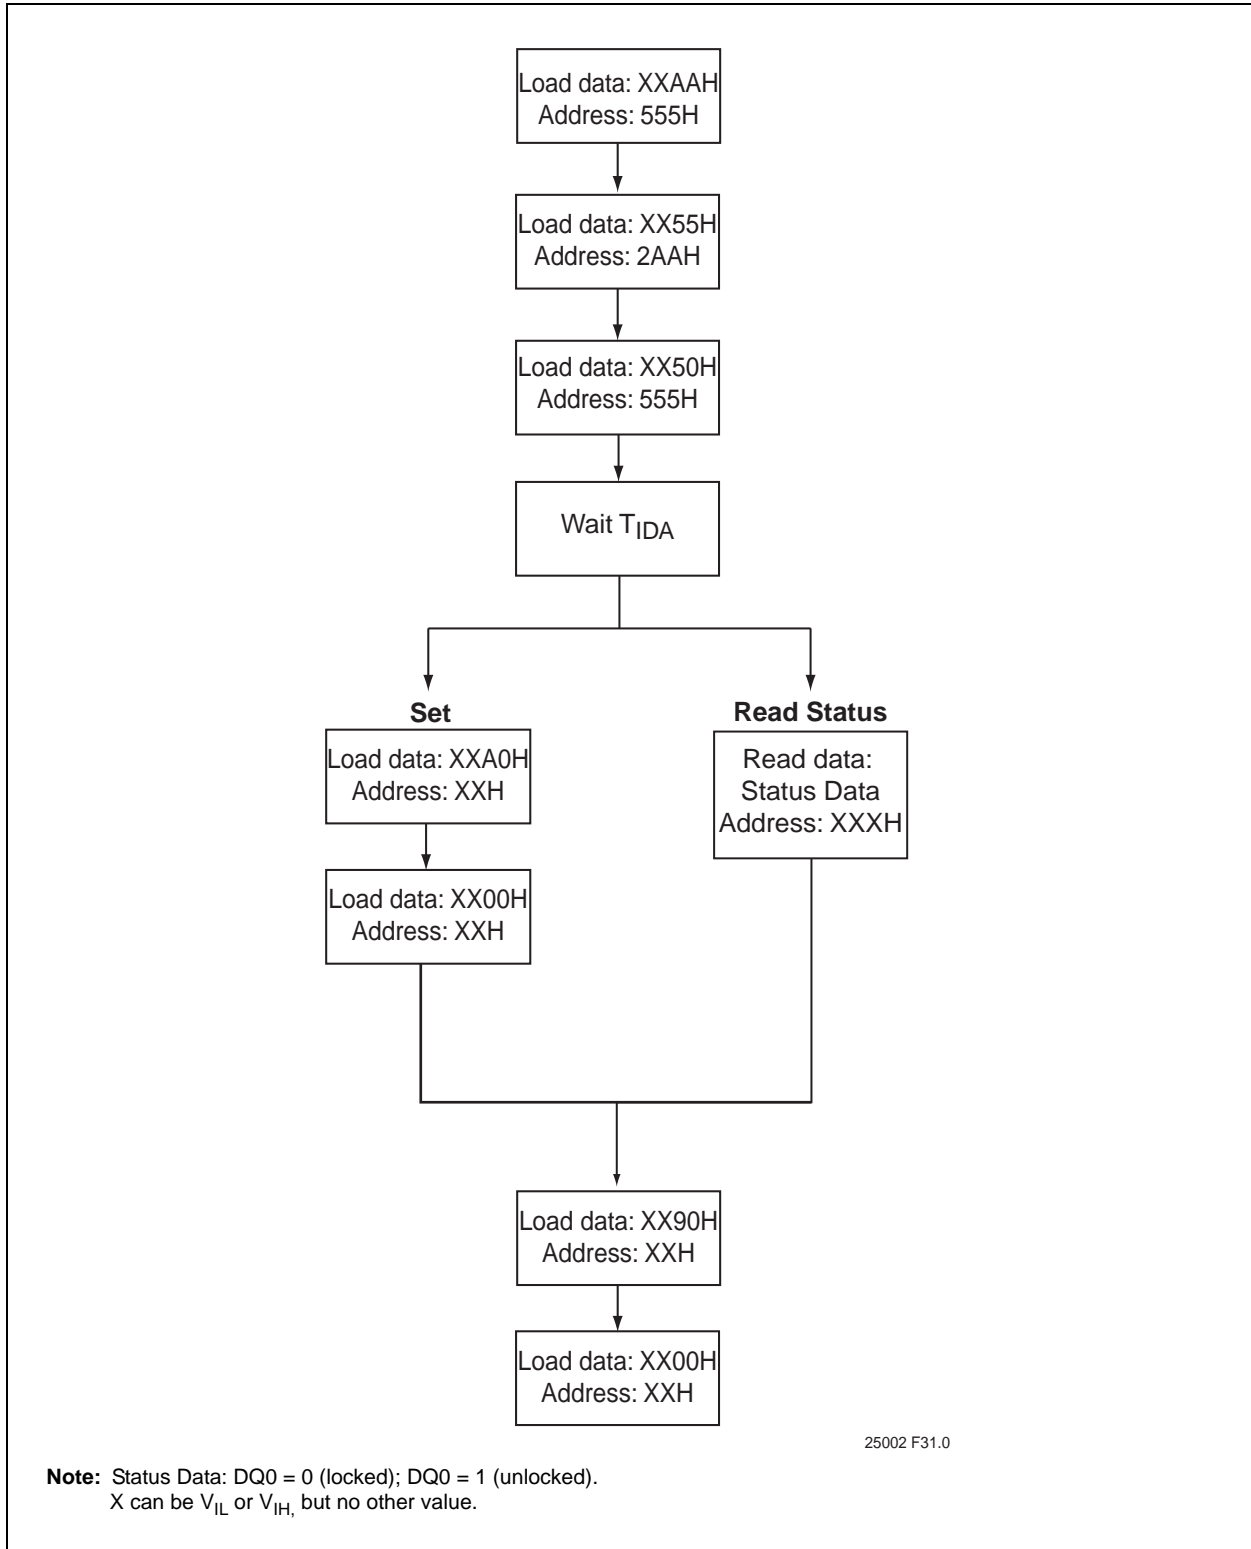 Load data: XXAAH
Address: 555H
Load data: XX55H
Address: 2AAH
Load data: XX50H
Address: 555H
Wait TIDA
Set
Load data: XXA0H
Address: XXH
Load data: XX00H
Address: XXH
Read Status
Read data:
Status Data
Address: XXXH
Load data: XX90H
Address: XXH
Load data: XX00H
Address: XXH
25002 F31.0
Note: Status Data: DQ0 = 0 (locked); DQ0 = 1 (unlocked).
X can be VIL or VIH, but no other value.